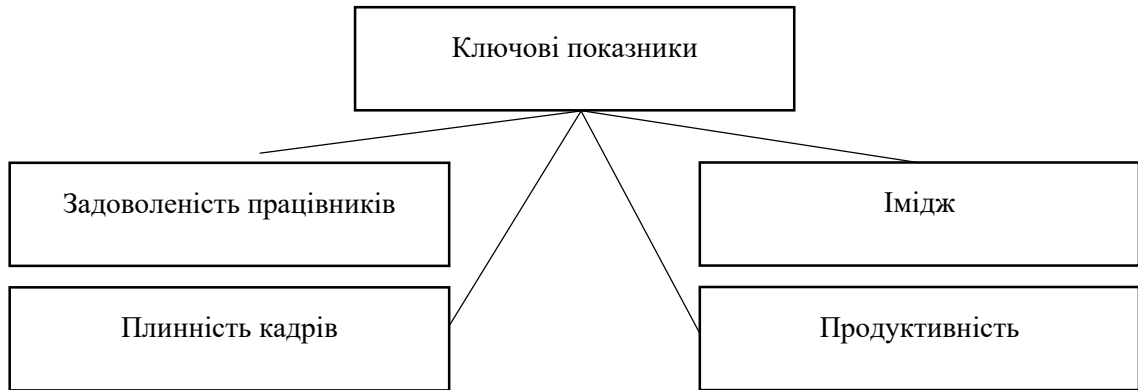 Ключові показники
Задоволеність працівників
Імідж
Плинність кадрів
Продуктивність